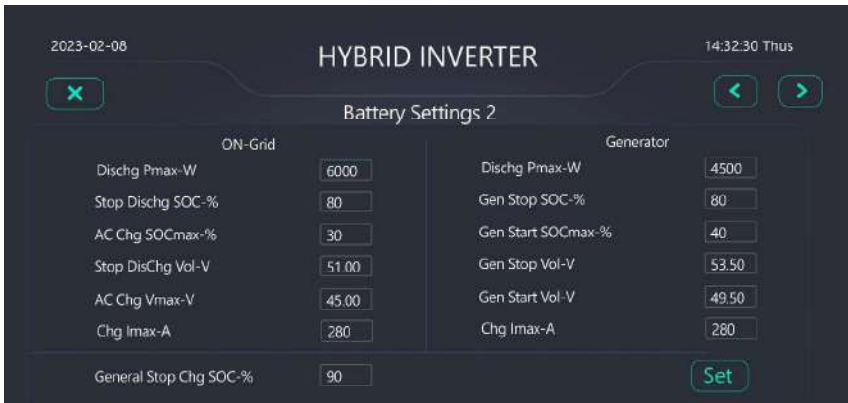 2023-02-08
HYBRID INVERTER
14:32:30 Thus
Battery Settings 2
ON-Grid
Dischg Pmax-W 6000
Stop Dischg SOC-% 80
AC Chg SOCmax-% 30
Stop DisChg Vol-V 51.00
AC Chg Vmax-V 45.00
Chg Imax-A 280
Generator
Dischg Pmax-W 4500
Gen Stop SOC-% 80
Gen Start SOCmax-% 40
Gen Stop Vol-V 53.50
Gen Start Vol-V 49.50
Chg Imax-A 280
General Stop Chg SOC-% 90
Set